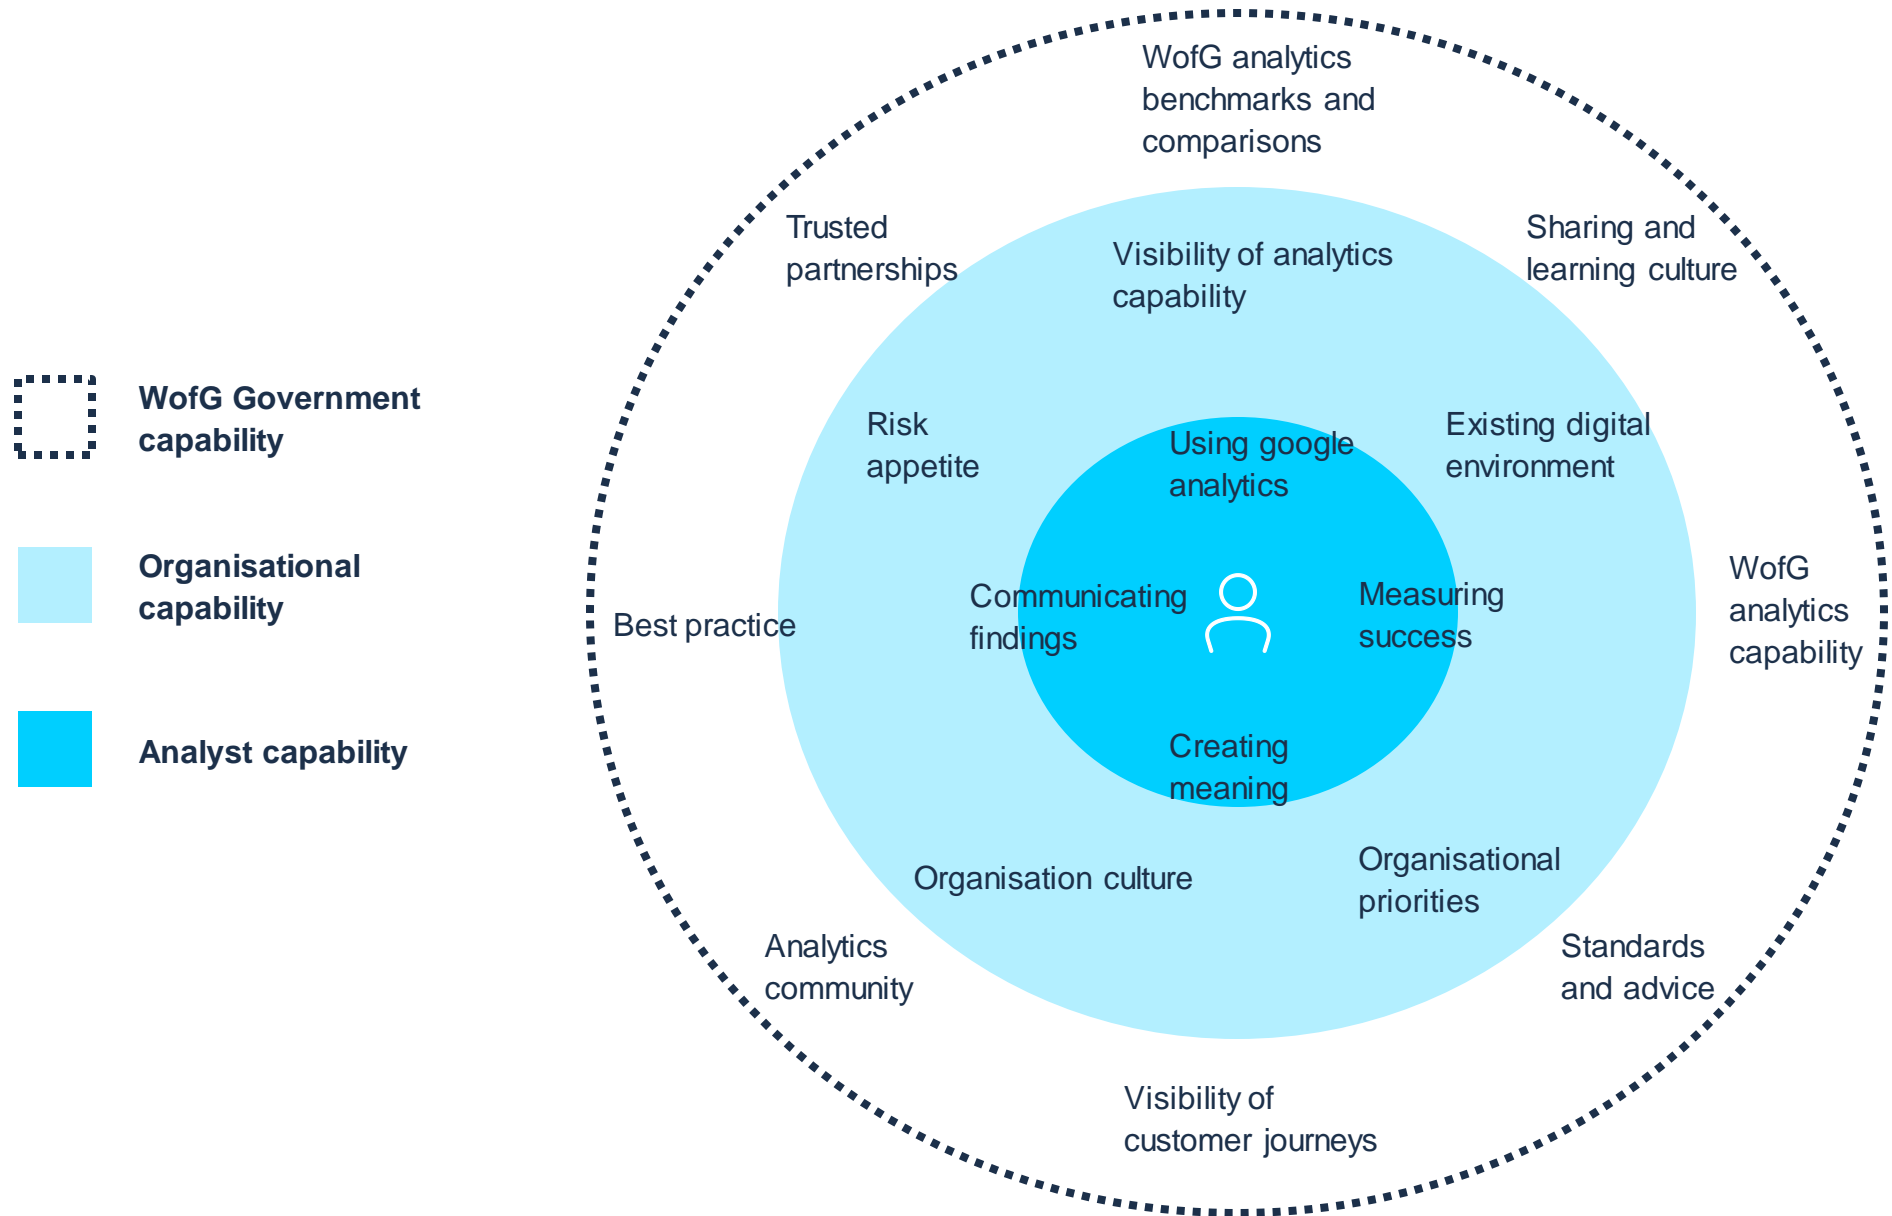 WofG Government
capability
Organisational
capability
Analyst capability
WofG analytics
benchmarks and
comparisons
Trusted
partnerships
Sharing and
learning culture
Visibility of analytics
capability
Risk
appetite
Existing digital
environment
Using google
analytics
Best practice
Communicating
findings
Measuring
success
WofG
analytics
capability
Creating
meaning
Organisation culture
Organisational
priorities
Analytics
community
Standards
and advice
Visibility of
customer journeys